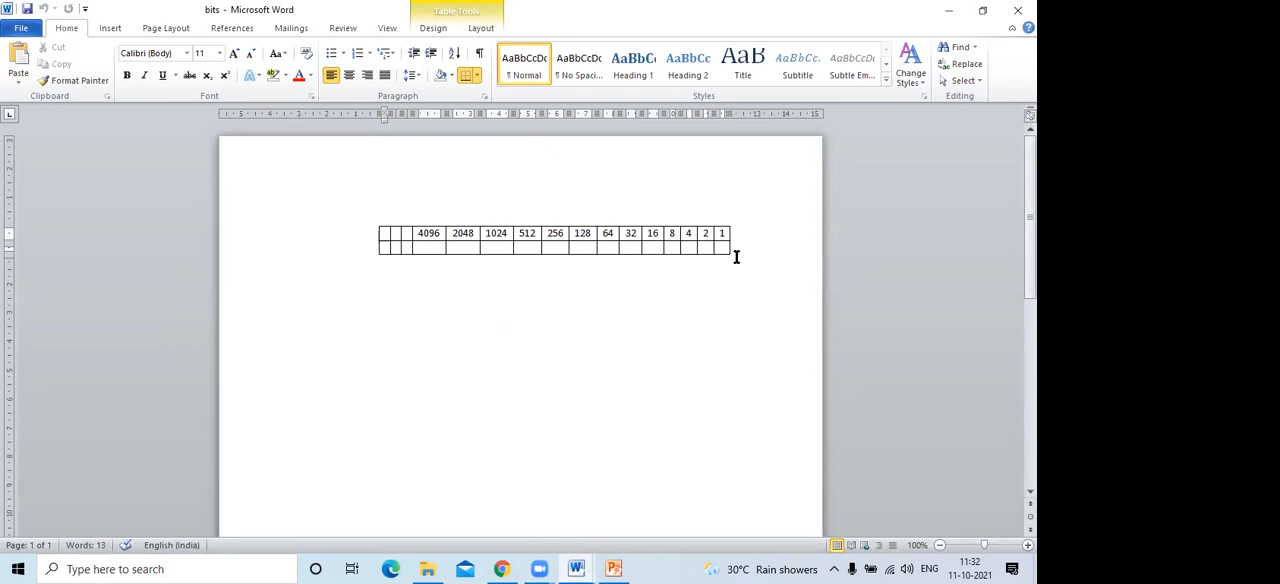 bits - Microsoft Word
Table Tools
File Home Insert Page Layout References Mailings Review View Design Layout
Paste
Cut
Copy
Format Painter
Calibri (Body) 11
AaBbCcDc AaBbCcDc AaBbC AaBbCc AaB AaBbCc. AaBbCcDc
¶ Normal ¶ No Spaci... Heading 1 Heading 2 Title Subtitle Subtle Em...
Change
Styles
Find
Replace
Select
Clipboard Font Paragraph Styles Editing
4096 2048 1024 512 256 128 64 32 16 8 4 2 1
Page: 1 of 1 Words: 13 English (India) 100%
Type here to search
30°C Rain showers
ENG
11:32
11-10-2021